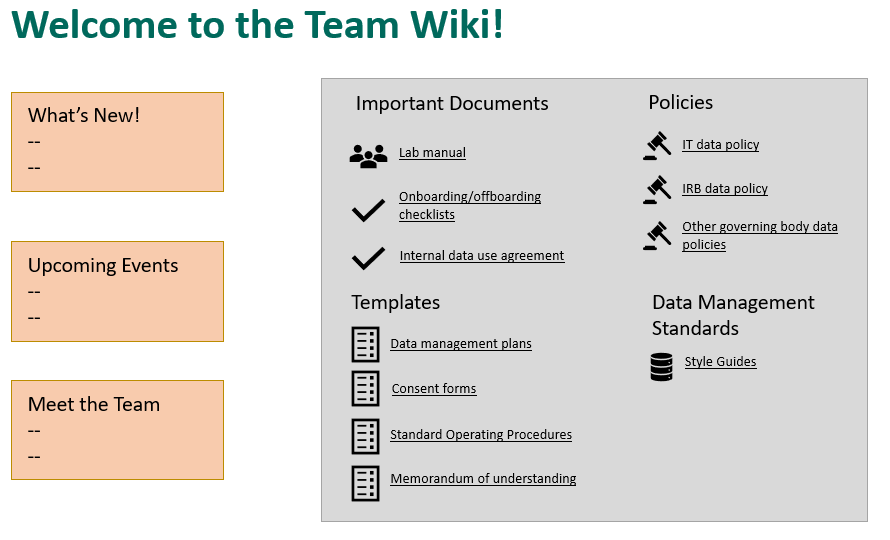 Welcome to the Team Wiki!
What’s New!
--
--
Upcoming Events
--
--
Meet the Team
--
--
Important Documents
Lab manual
Onboarding/offboarding
checklists
Internal data use agreement
Templates
Data management plans
Consent forms
Standard Operating Procedures
Memorandum of understanding
Policies
IT data policy
IRB data policy
Other governing body data
policies
Data Management
Standards
Style Guides